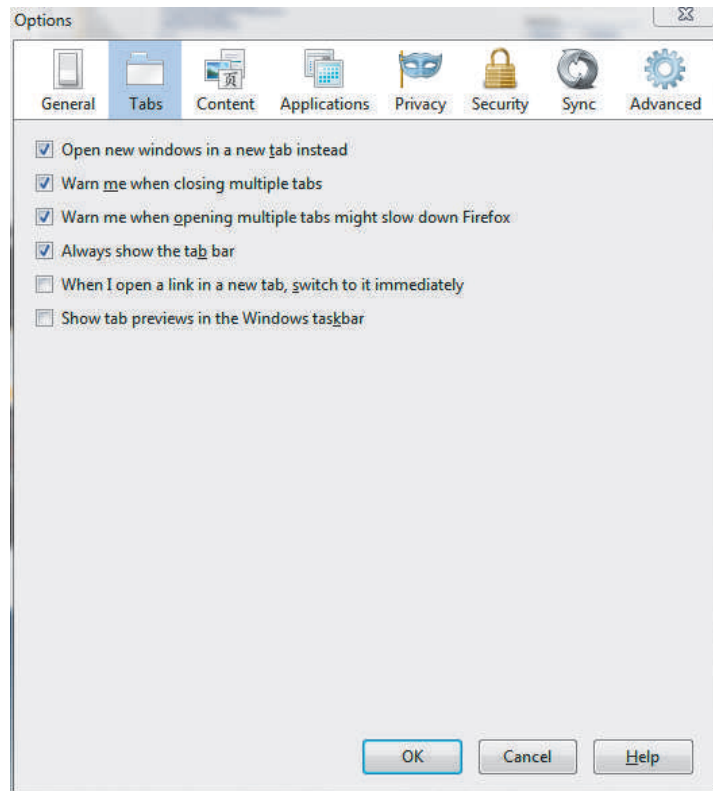 Options
General Tabs Content Applications Privacy Security Sync Advanced
Open new windows in a new tab instead
Warn me when closing multiple tabs
Warn me when opening multiple tabs might slow down Firefox
Always show the tab bar
When I open a link in a new tab, switch to it immediately
Show tab previews in the Windows taskbar
OK Cancel Help